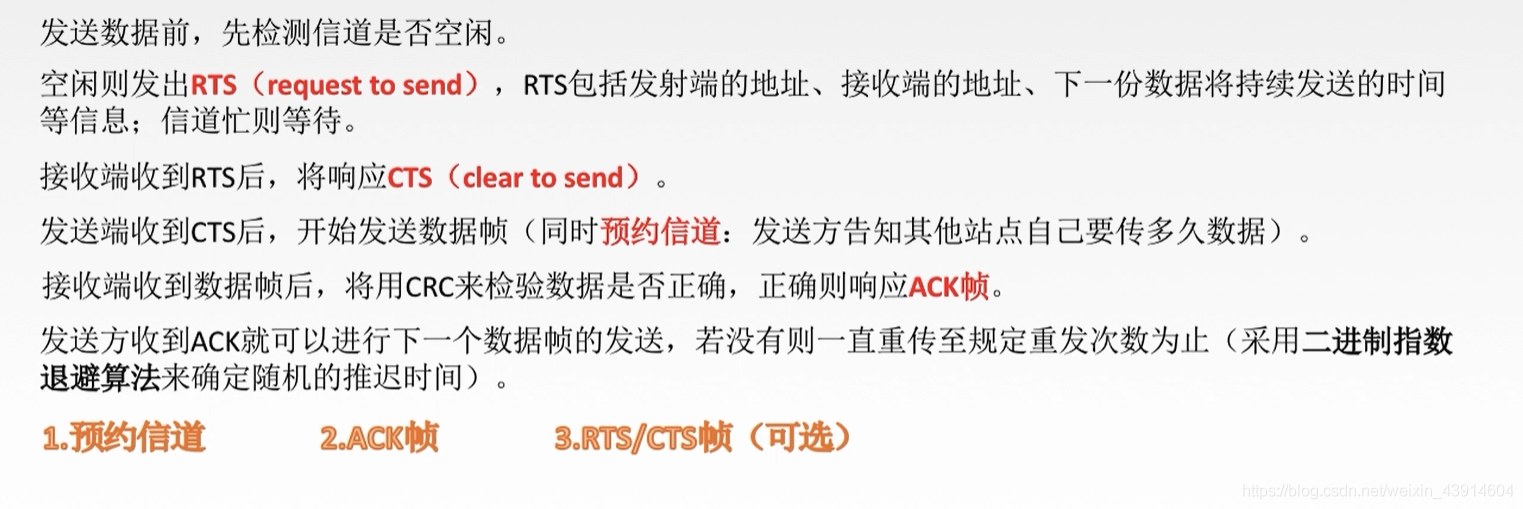 发送数据前，先检测信道是否空闲。
空闲则发出RTS（request to send），RTS包括发射端的地址、接收端的地址、下一份数据将持续发送的时间
等信息；信道忙则等待。
接收端收到RTS后，将响应CTS（clear to send）。
发送端收到CTS后，开始发送数据帧（同时预约信道：发送方告知其他站点自己要传多久数据）。
接收端收到数据帧后，将用CRC来检验数据是否正确，正确则响应ACK帧。
发送方收到ACK就可以进行下一个数据帧的发送，若没有则一直重传至规定重发次数为止（采用二进制指数
退避算法来确定随机的推迟时间）。
1.预约信道 2.ACK帧 3.RTS/CTS帧（可选）
https://blog.csdn.net/weixin_43914604